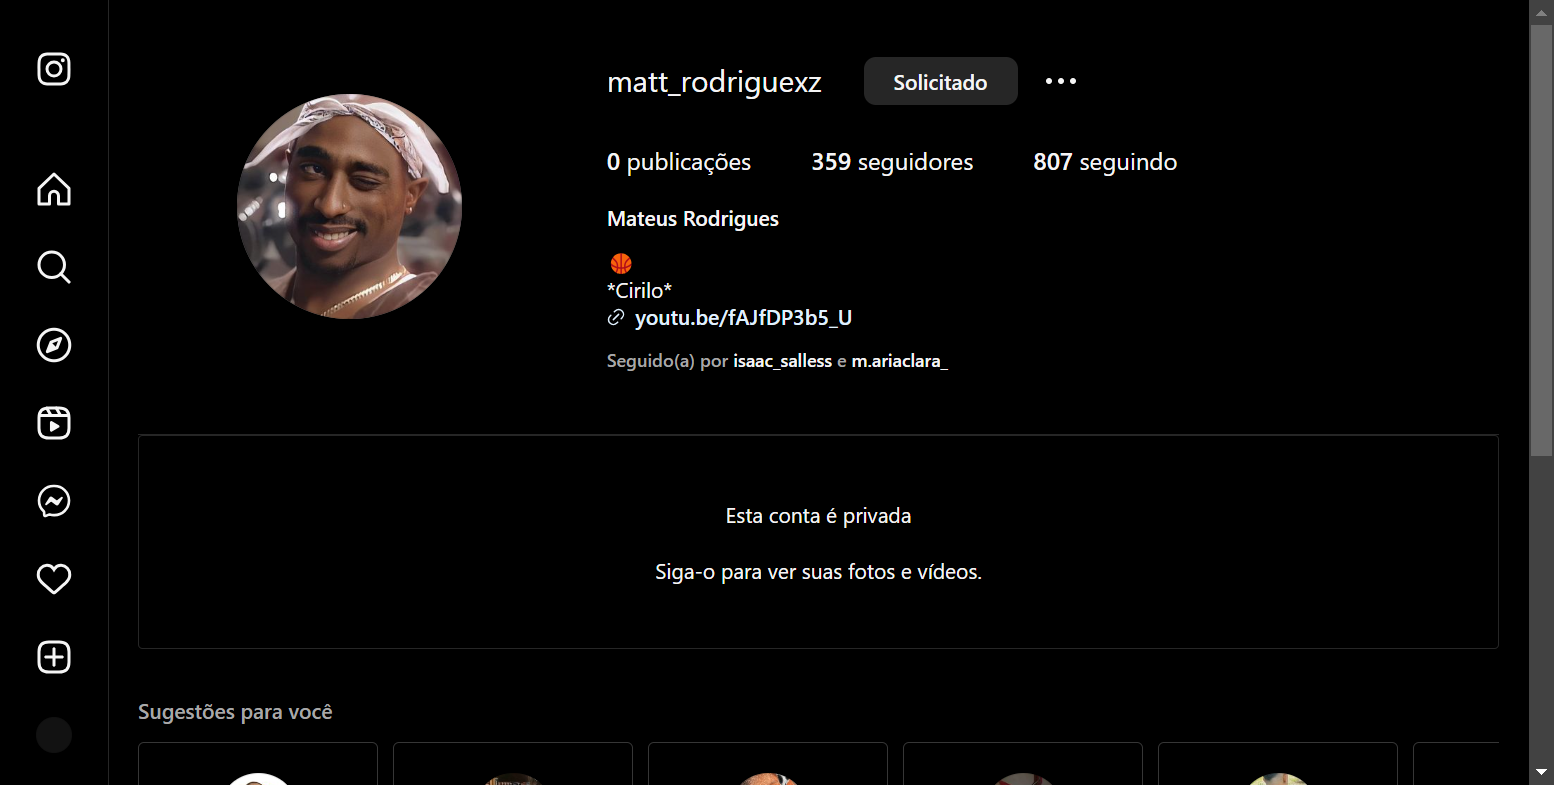 matt_rodriguexz Solicitado
0 publicações 359 seguidores 807 seguindo
Mateus Rodrigues
*Cirilo*
youtu.be/fAJfDP3b5_U
Seguido(a) por isaac_salless e m.ariaclara_
Esta conta é privada
Siga-o para ver suas fotos e vídeos.
Sugestões para você